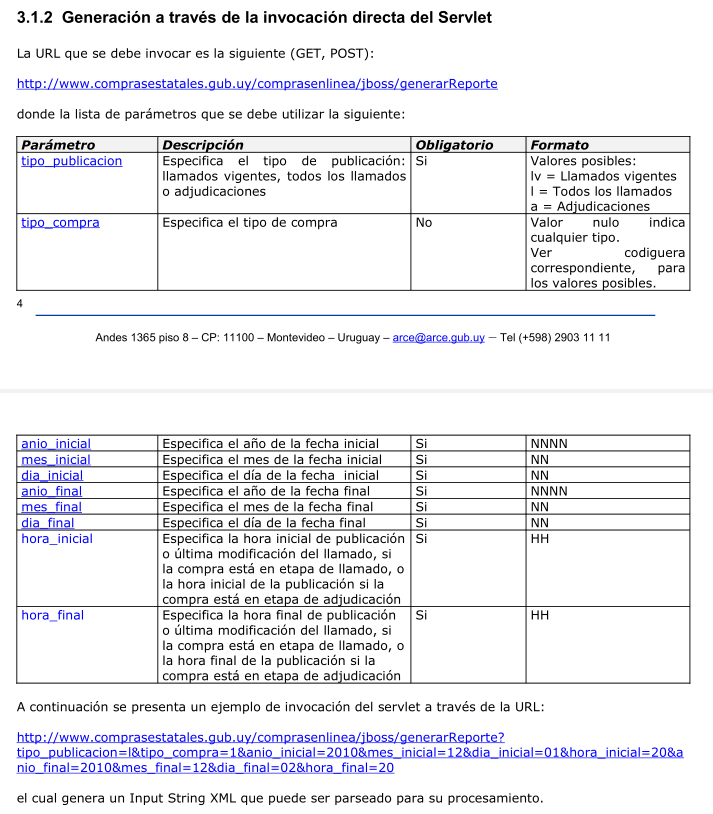 3.1.2 Generación a través de la invocación directa del Servlet
La URL que se debe invocar es la siguiente (GET, POST):
http://www.comprasestatales.gub.uy/comprasenlinea/jboss/generarReporte
donde la lista de parámetros que se debe utilizar la siguiente:
Parámetro Descripción Obligatorio Formato
tipo_publicacion Especifica el tipo de publicación: Si Valores posibles:
llamados vigentes, todos los llamados lv = Llamados vigentes
o adjudicaciones l = Todos los llamados
a = Adjudicaciones
tipo_compra Especifica el tipo de compra No Valor nulo indica
cualquier tipo.
Ver codiguera
correspondiente, para
los valores posibles.
4
Andes 1365 piso 8 – CP: 11100 – Montevideo – Uruguay – arce@arce.gub.uy – Tel (+598) 2903 11 11
anio_inicial Especifica el año de la fecha inicial Si NNNN
mes_inicial Especifica el mes de la fecha inicial Si NN
dia_inicial Especifica el día de la fecha inicial Si NN
anio_final Especifica el año de la fecha final Si NNNN
mes_final Especifica el mes de la fecha final Si NN
dia_final Especifica el día de la fecha final Si NN
hora_inicial Especifica la hora inicial de publicación Si HH
o última modificación del llamado, si
la compra está en etapa de llamado, o
la hora inicial de la publicación si la
compra está en etapa de adjudicación
hora_final Especifica la hora final de publicación Si HH
o última modificación del llamado, si
la compra está en etapa de llamado, o
la hora final de la publicación si la
compra está en etapa de adjudicación
A continuación se presenta un ejemplo de invocación del servlet a través de la URL:
http://www.comprasestatales.gub.uy/comprasenlinea/jboss/generarReporte?
tipo_publicacion=l&tipo_compra=1&anio_inicial=2010&mes_inicial=12&dia_inicial=01&hora_inicial=20&a
nio_final=2010&mes_final=12&dia_final=02&hora_final=20
el cual genera un Input String XML que puede ser parseado para su procesamiento.